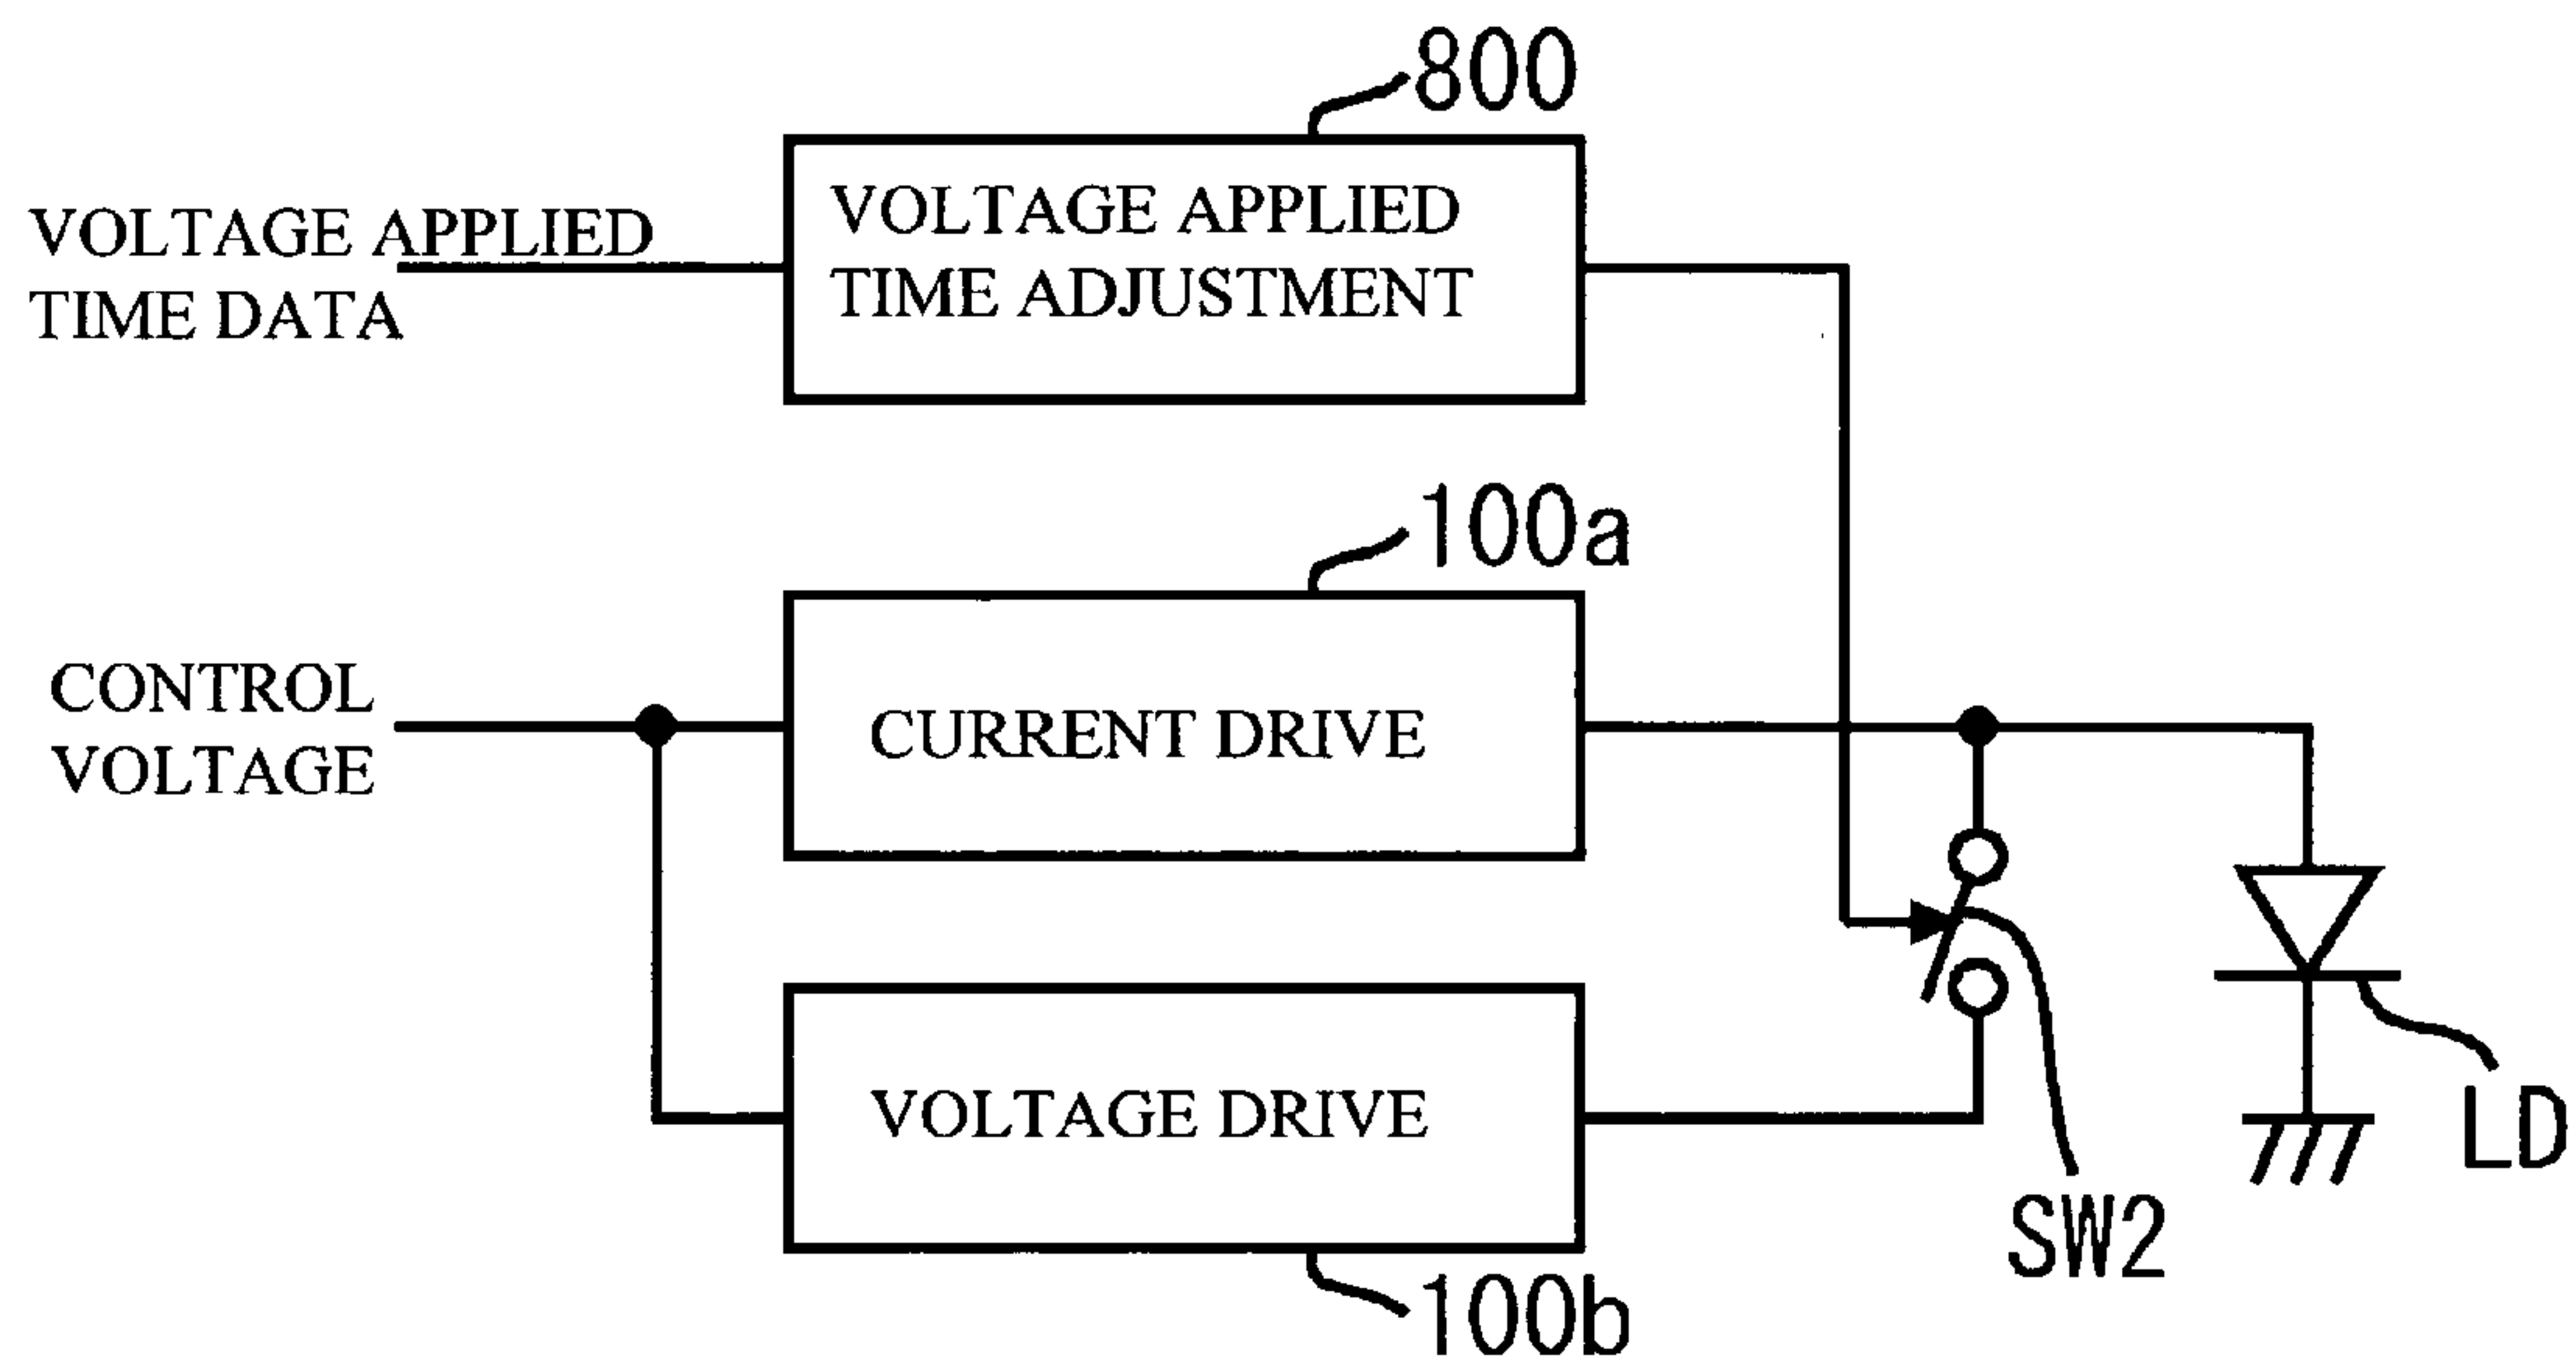 800
VOLTAGE APPLIED
TIME DATA
VOLTAGE APPLIED
TIME ADJUSTMENT
100a
CONTROL
VOLTAGE
CURRENT DRIVE
VOLTAGE DRIVE
LD
SW2
100b